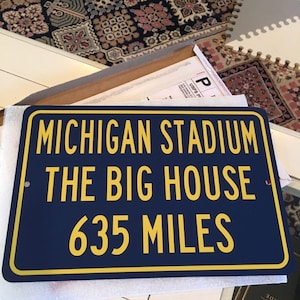 P
MICHIGAN STADIUM
THE BIG HOUSE
635 MILES